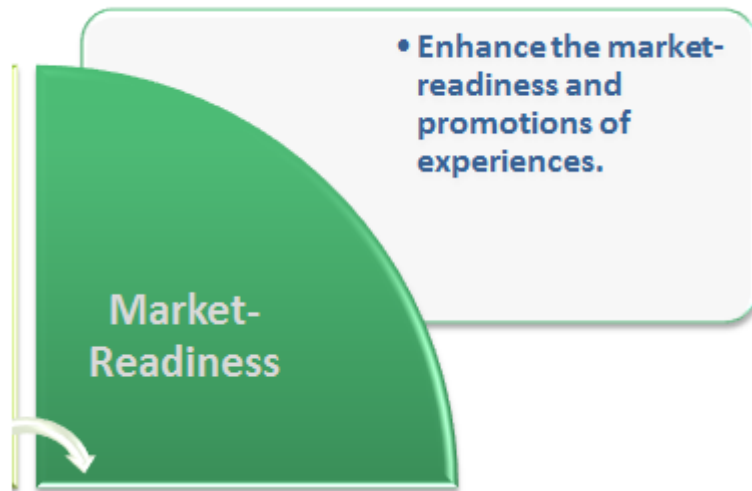 • Enhance the market-
readiness and
promotions of
experiences.
Market-
Readiness